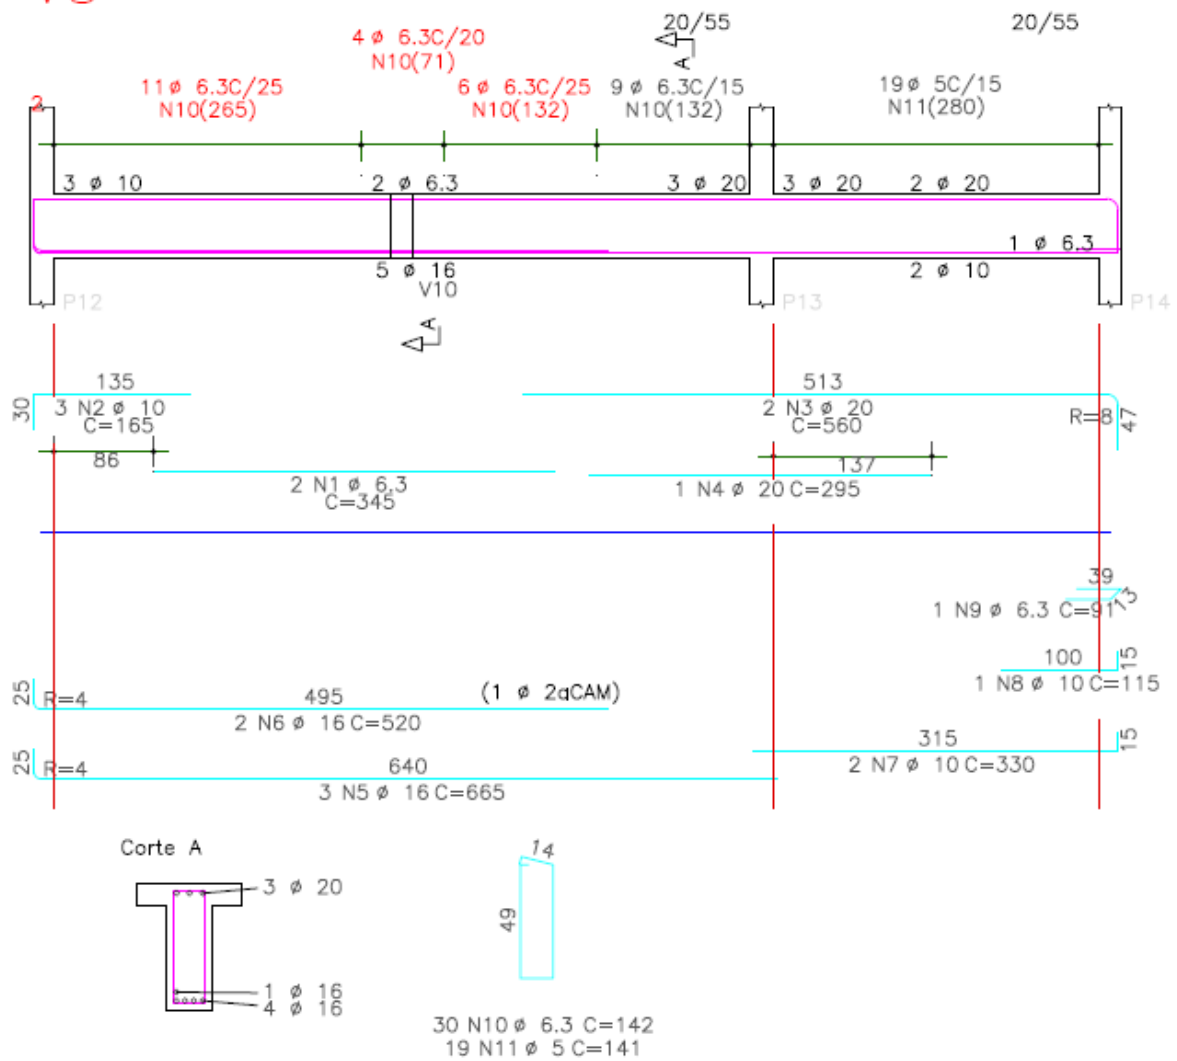 20/55
20/55
4 ø 6.3C/20
N10(71)
A
11 ø 6.3C/25
N10(265)
6 ø 6.3C/25
N10(132)
9 ø 6.3C/15
N10(132)
19 ø 5C/15
N11(280)
2
3 ø 10
2 ø 6.3
3 ø 20
3 ø 20
2 ø 20
1 ø 6.3
5 ø 16
V10
2 ø 10
P12
P13
P14
A
135
513
30
3 N2 ø 10
C=165
2 N3 ø 20
C=560
R=8
47
86
137
2 N1 ø 6.3
C=345
1 N4 ø 20 C=295
39
13
1 N9 ø 6.3 C=91
100
15
1 N8 ø 10 C=115
25
R=4
495
(1 ø 2aCAM)
2 N6 ø 16 C=520
315
15
2 N7 ø 10 C=330
25
R=4
640
3 N5 ø 16 C=665
Corte A
14
3 ø 20
49
1 ø 16
4 ø 16
30 N10 ø 6.3 C=142
19 N11 ø 5 C=141